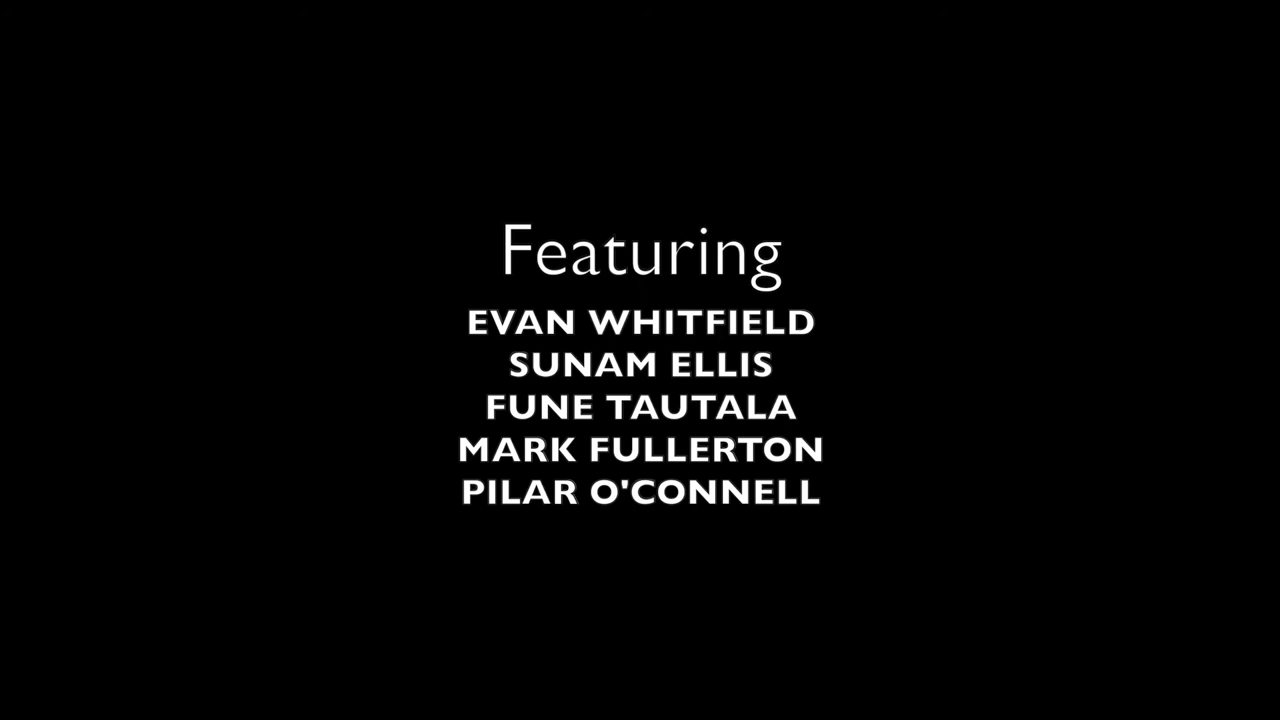 Featuring
EVAN WHITFIELD
SUNAM ELLIS
FUNE TAUTALA
MARK FULLERTON
PILAR O'CONNELL